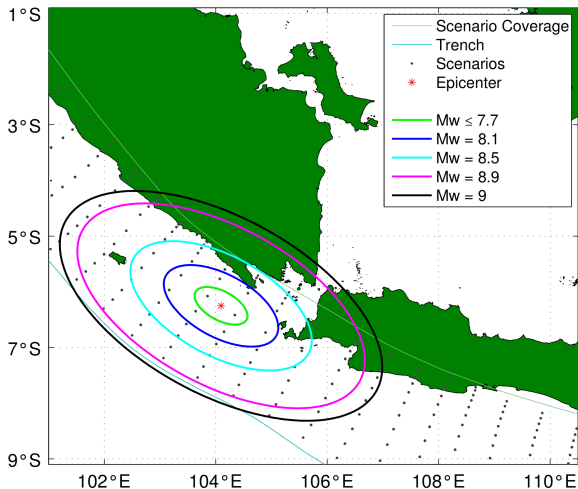 1°S
Scenario Coverage
Trench
Scenarios
Epicenter
3°S
Mw ≤ 7.7
Mw = 8.1
Mw = 8.5
Mw = 8.9
Mw = 9
5°S
7°S
9°S
102°E 104°E 106°E 108°E 110°E